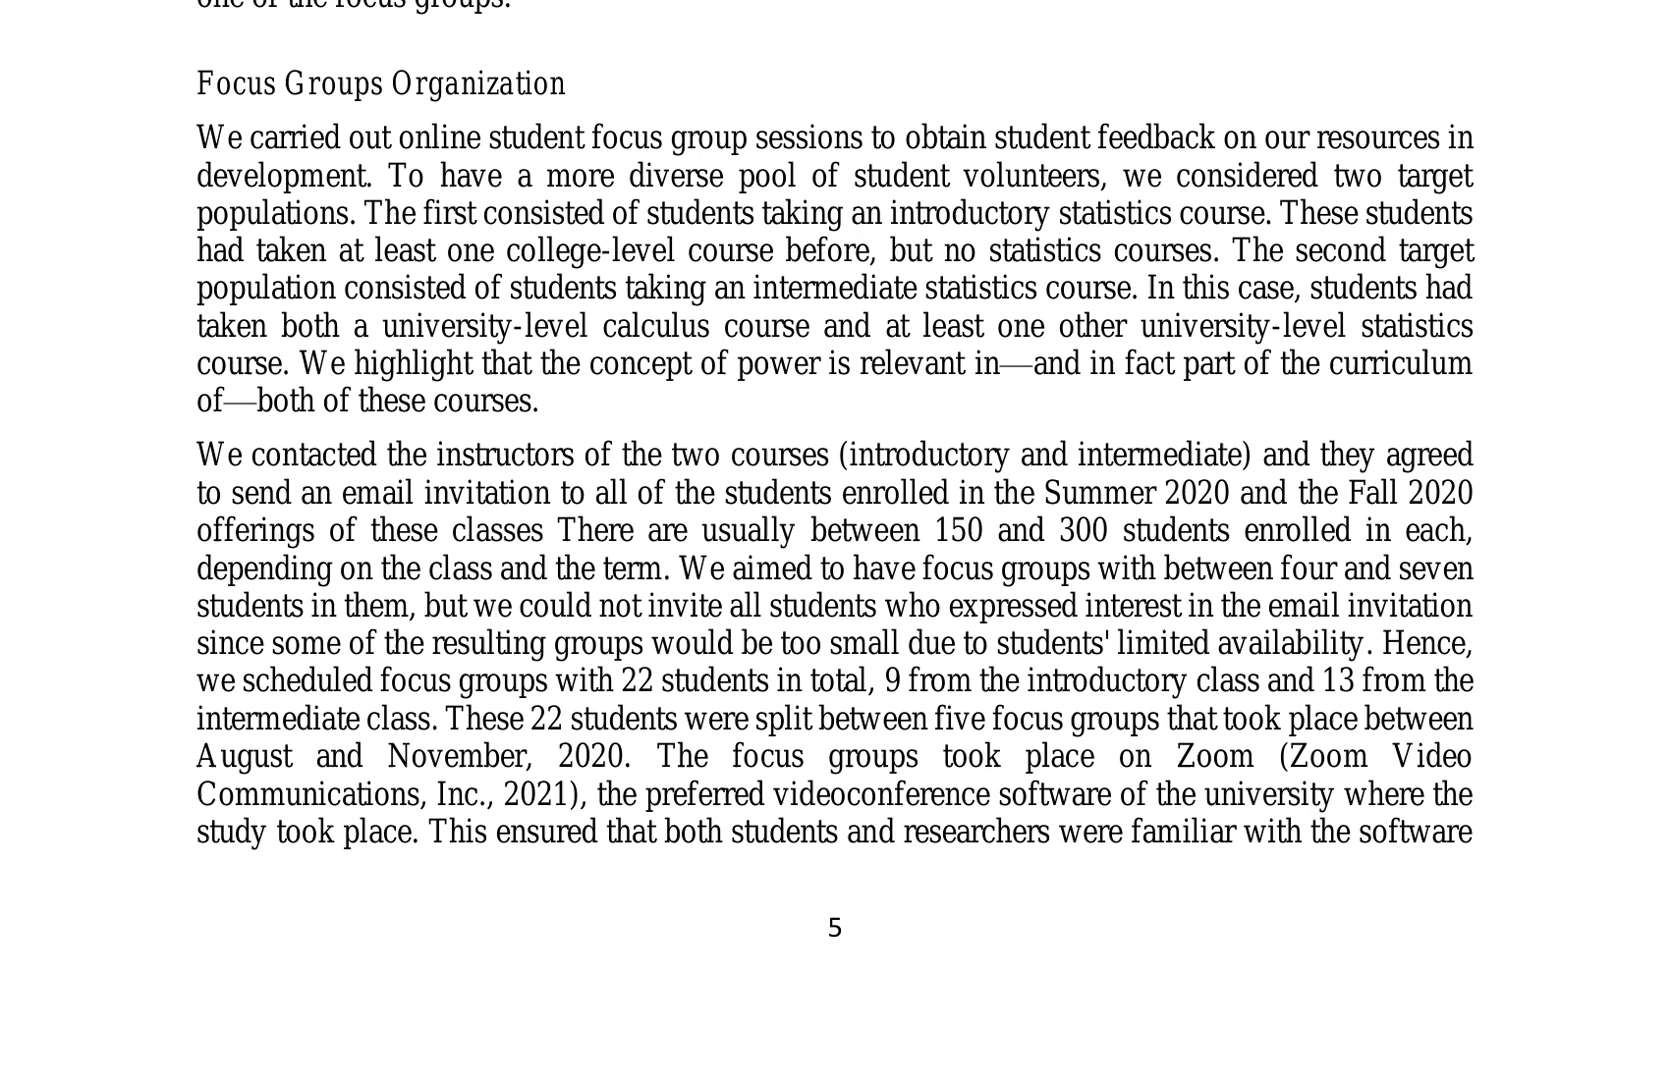 one of the focus groups.
Focus Groups Organization
We carried out online student focus group sessions to obtain student feedback on our resources in
development. To have a more diverse pool of student volunteers, we considered two target
populations. The first consisted of students taking an introductory statistics course. These students
had taken at least one college-level course before, but no statistics courses. The second target
population consisted of students taking an intermediate statistics course. In this case, students had
taken both a university-level calculus course and at least one other university-level statistics
course. We highlight that the concept of power is relevant in—and in fact part of the curriculum
of—both of these courses.
We contacted the instructors of the two courses (introductory and intermediate) and they agreed
to send an email invitation to all of the students enrolled in the Summer 2020 and the Fall 2020
offerings of these classes There are usually between 150 and 300 students enrolled in each,
depending on the class and the term. We aimed to have focus groups with between four and seven
students in them, but we could not invite all students who expressed interest in the email invitation
since some of the resulting groups would be too small due to students' limited availability. Hence,
we scheduled focus groups with 22 students in total, 9 from the introductory class and 13 from the
intermediate class. These 22 students were split between five focus groups that took place between
August and November, 2020. The focus groups took place on Zoom (Zoom Video
Communications, Inc., 2021), the preferred videoconference software of the university where the
study took place. This ensured that both students and researchers were familiar with the software
5